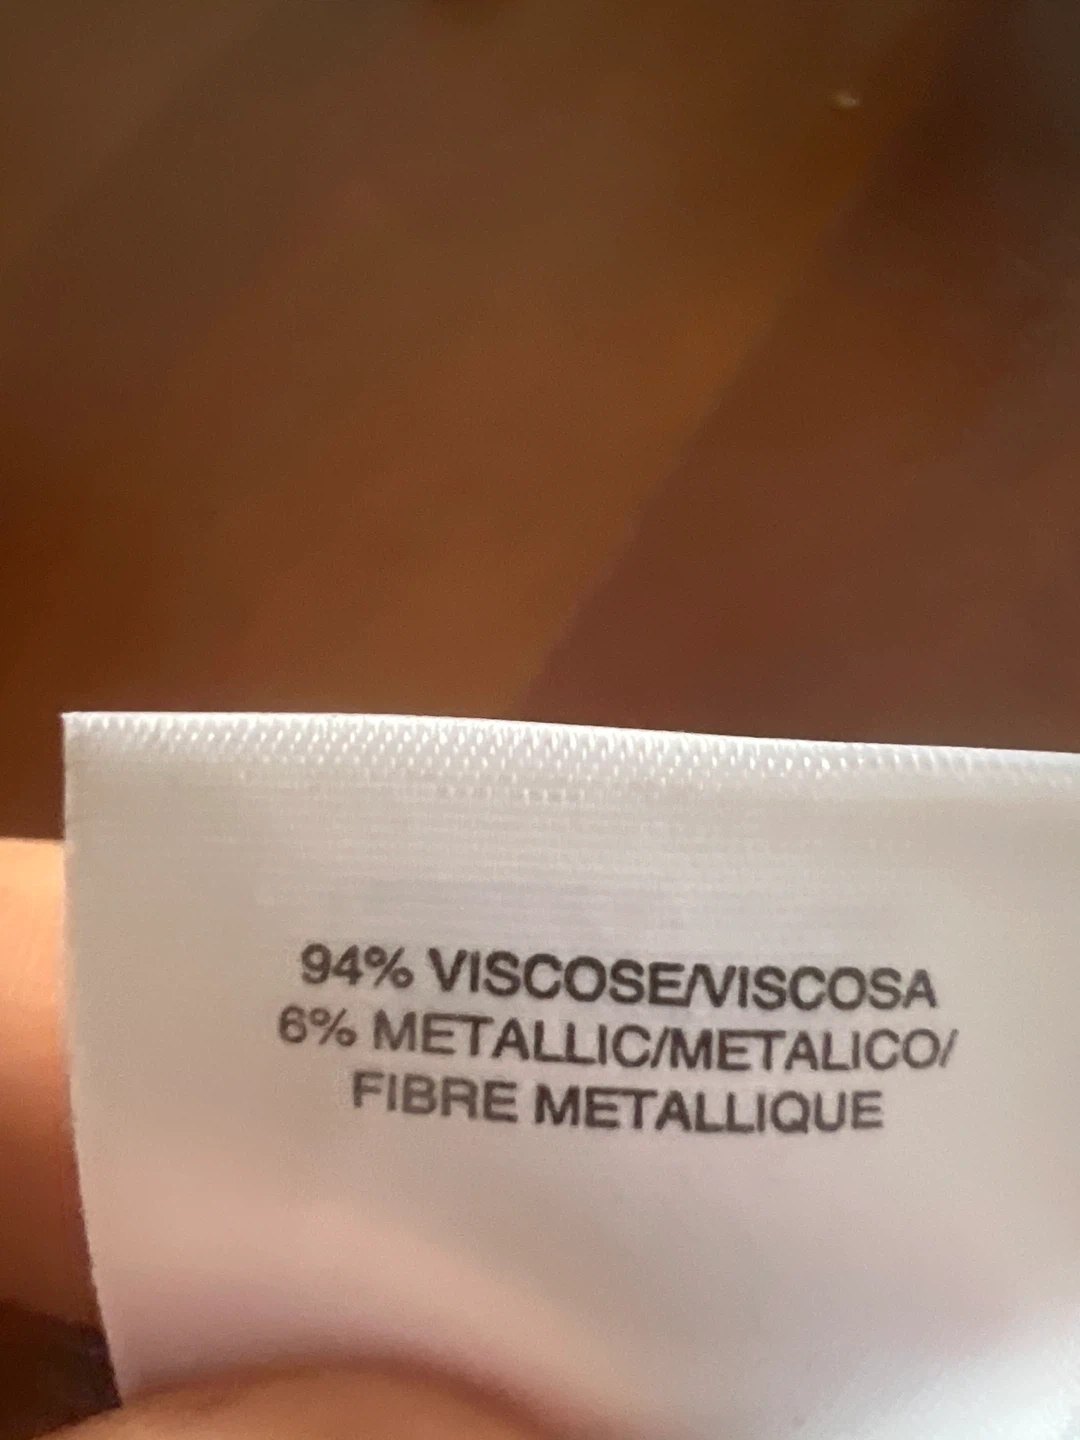 94% VISCOSE/VISCOSA
6% METALLIC/METALICO/
FIBRE METALLIQUE